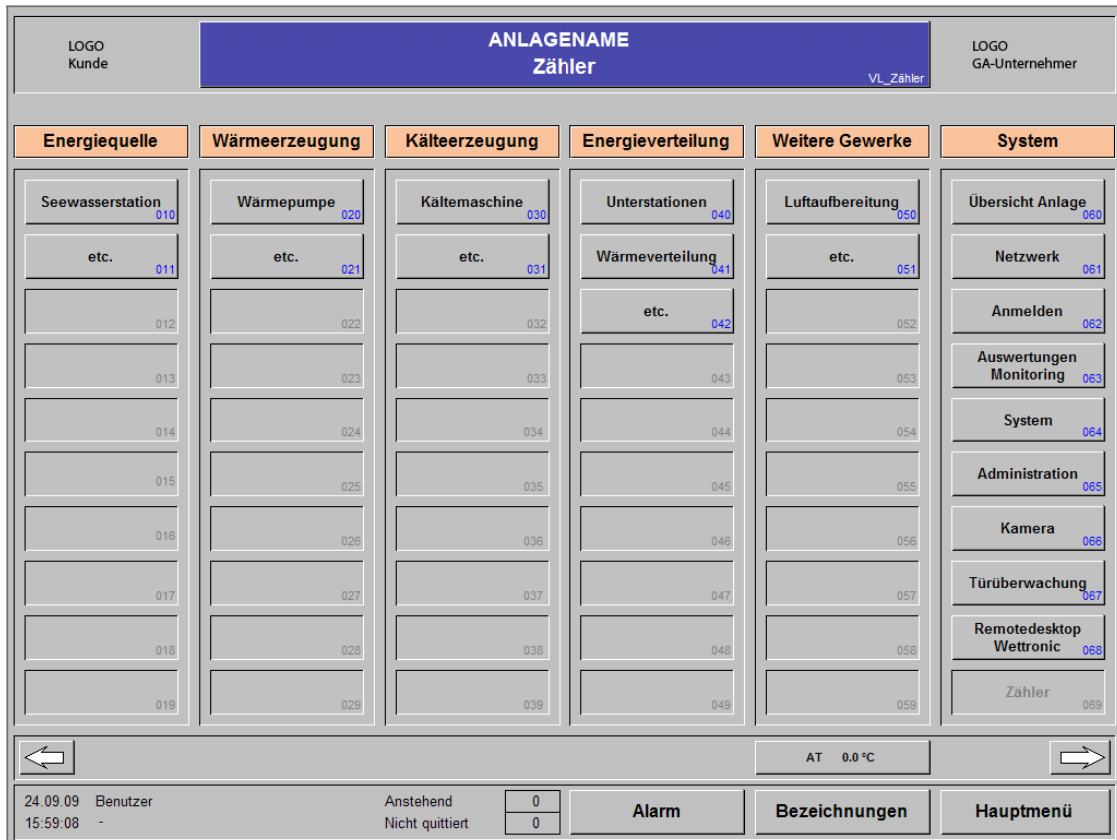 LOGO
Kunde
ANLAGENAME
Zähler
VL_Zähler
LOGO
GA-Unternehmer
Energiequelle
Wärmeerzeugung
Kälteerzeugung
Energieverteilung
Weitere Gewerke
System
Seewasserstation
010
etc.
011
012
013
014
015
016
017
018
019
Wärmepumpe
020
etc.
021
022
023
024
025
026
027
028
029
Kältemaschine
030
etc.
031
032
033
034
035
036
037
038
039
Unterstationen
040
Wärmeverteilung
041
etc.
042
043
044
045
046
047
048
049
Luftaufbereitung
050
etc.
051
052
053
054
055
056
057
058
059
Übersicht Anlage
060
Netzwerk
061
Anmelden
062
Auswertungen
Monitoring
063
System
064
Administration
065
Kamera
066
Türüberwachung
067
Remotedesktop
Wettronic
068
Zähler
069
AT 0.0 °C
24.09.09 Benutzer
15:59:08 -
Anstehend 0
Nicht quittiert 0
Alarm
Bezeichnungen
Hauptmenü